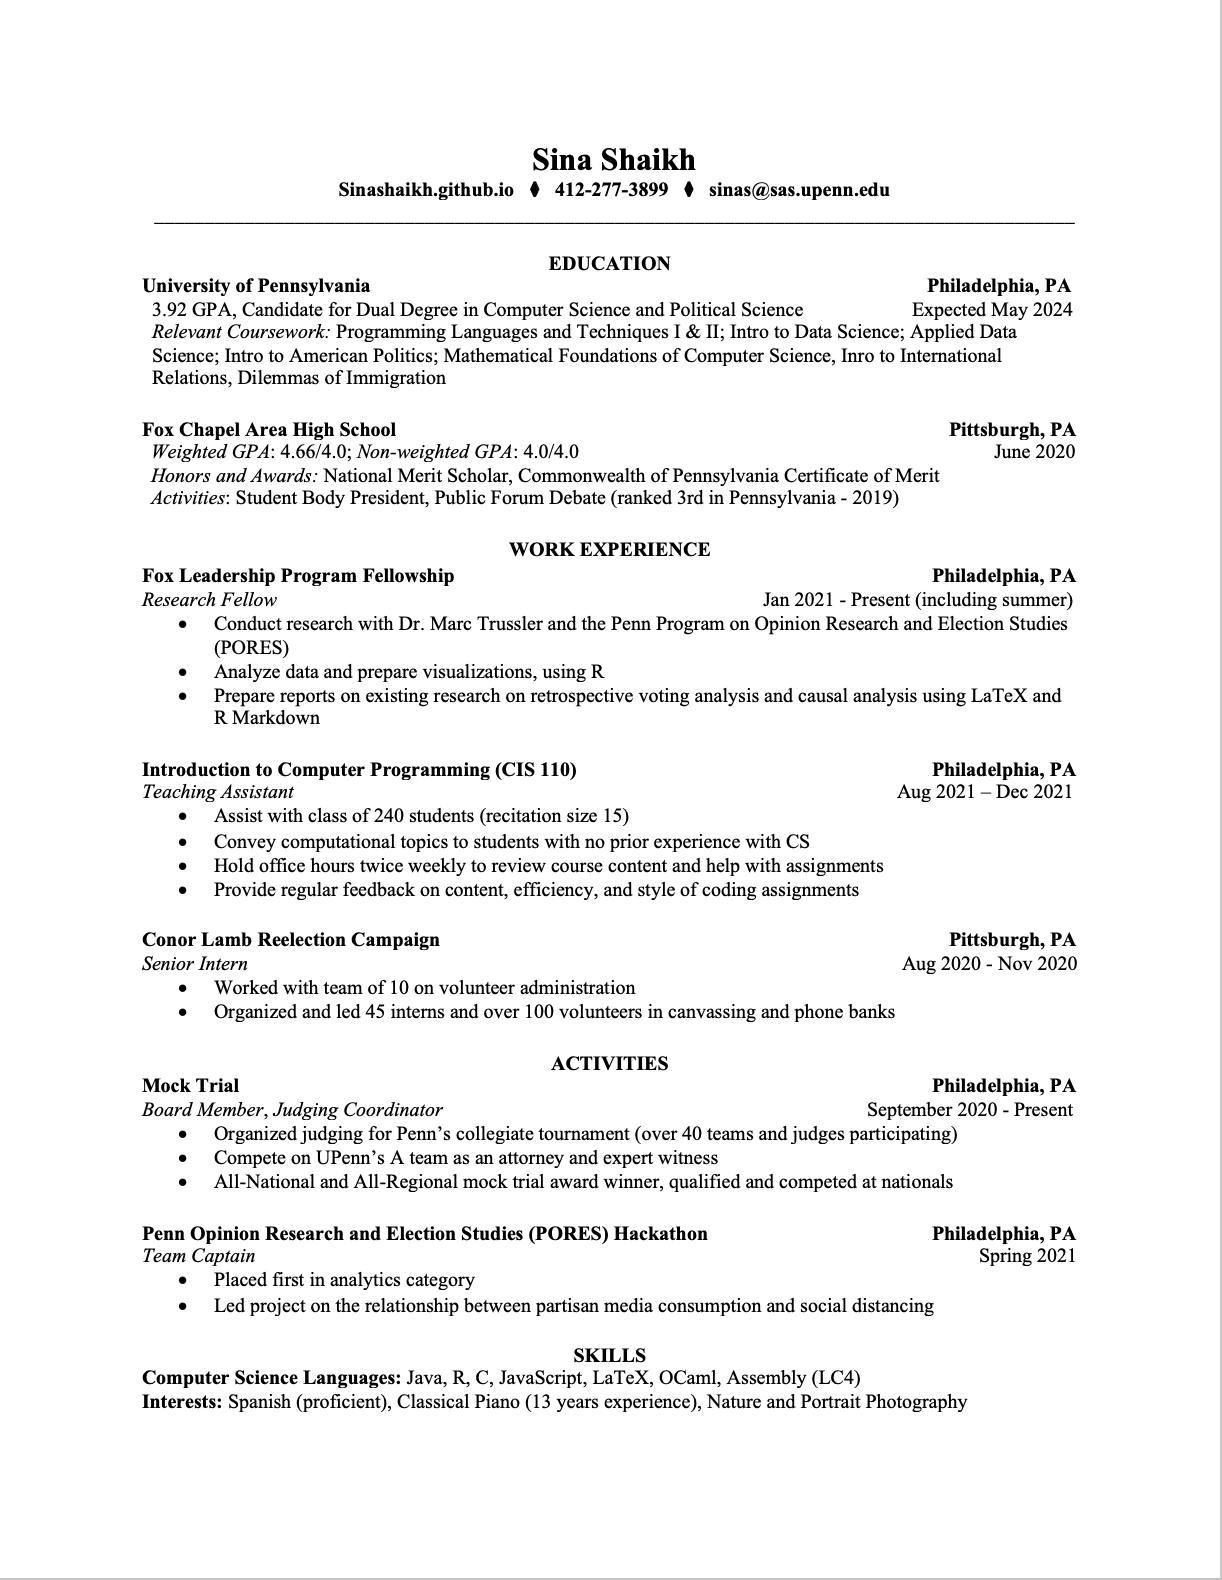 Sina Shaikh
Sinashaikh.github.io ⧫ 412-277-3899 ⧫ sinas@sas.upenn.edu
EDUCATION
University of Pennsylvania Philadelphia, PA
3.92 GPA, Candidate for Dual Degree in Computer Science and Political Science Expected May 2024
Relevant Coursework: Programming Languages and Techniques I & II; Intro to Data Science; Applied Data
Science; Intro to American Politics; Mathematical Foundations of Computer Science, Inro to International
Relations, Dilemmas of Immigration
Fox Chapel Area High School Pittsburgh, PA
Weighted GPA: 4.66/4.0; Non-weighted GPA: 4.0/4.0 June 2020
Honors and Awards: National Merit Scholar, Commonwealth of Pennsylvania Certificate of Merit
Activities: Student Body President, Public Forum Debate (ranked 3rd in Pennsylvania - 2019)
WORK EXPERIENCE
Fox Leadership Program Fellowship Philadelphia, PA
Research Fellow Jan 2021 - Present (including summer)
• Conduct research with Dr. Marc Trussler and the Penn Program on Opinion Research and Election Studies
(PORES)
• Analyze data and prepare visualizations, using R
• Prepare reports on existing research on retrospective voting analysis and causal analysis using LaTeX and
R Markdown
Introduction to Computer Programming (CIS 110) Philadelphia, PA
Teaching Assistant Aug 2021 – Dec 2021
• Assist with class of 240 students (recitation size 15)
• Convey computational topics to students with no prior experience with CS
• Hold office hours twice weekly to review course content and help with assignments
• Provide regular feedback on content, efficiency, and style of coding assignments
Conor Lamb Reelection Campaign Pittsburgh, PA
Senior Intern Aug 2020 - Nov 2020
• Worked with team of 10 on volunteer administration
• Organized and led 45 interns and over 100 volunteers in canvassing and phone banks
ACTIVITIES
Mock Trial Philadelphia, PA
Board Member, Judging Coordinator September 2020 - Present
• Organized judging for Penn’s collegiate tournament (over 40 teams and judges participating)
• Compete on UPenn’s A team as an attorney and expert witness
• All-National and All-Regional mock trial award winner, qualified and competed at nationals
Penn Opinion Research and Election Studies (PORES) Hackathon Philadelphia, PA
Team Captain Spring 2021
• Placed first in analytics category
• Led project on the relationship between partisan media consumption and social distancing
SKILLS
Computer Science Languages: Java, R, C, JavaScript, LaTeX, OCaml, Assembly (LC4)
Interests: Spanish (proficient), Classical Piano (13 years experience), Nature and Portrait Photography